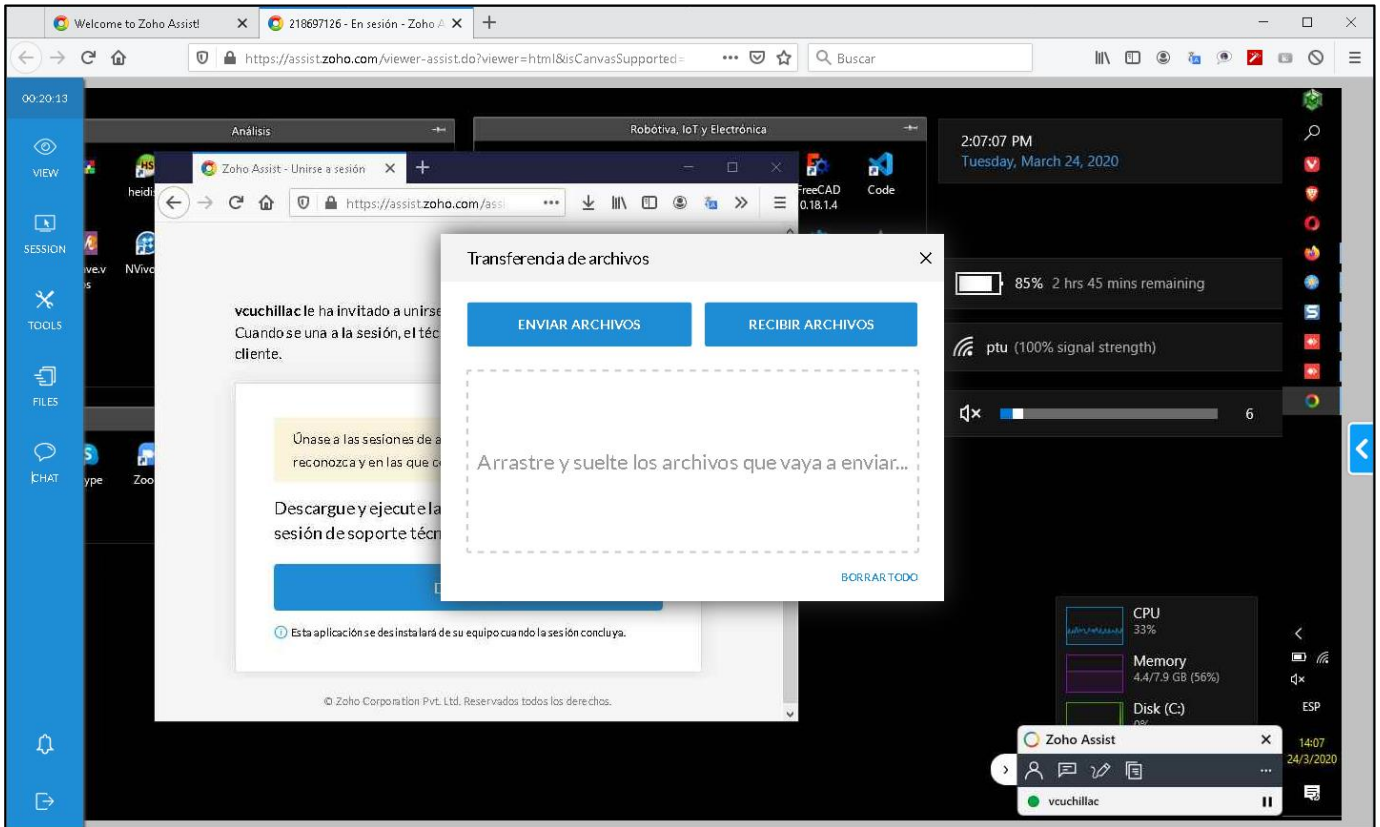 Welcome to Zoho Assist!
218697126 - En sesión - Zoho A
https://assist.zoho.com/viewer-assist.do?viewer=html&isCanvasSupported=
Buscar
00:20:13
VIEW
SESSION
TOOLS
FILES
CHAT
Análisis
Robótiva, IoT y Electrónica
HS
heidi
NVivo
ype
Zoo
FreeCAD
0.18.1.4
Code
Zoho Assist - Unirse a sesión
https://assist.zoho.com/assi
vcuchillac le ha invitado a unirse
Cuando se una a la sesión, el téc
cliente.
Únase a las sesiones de a
reconozca y en las que c
Descargue y ejecute la
sesión de soporte técn
Esta aplicación se desinstalará de su equipo cuando la sesión concluya.
© Zoho Corporation Pvt. Ltd. Reservados todos los derechos.
Transferencia de archivos
ENVIAR ARCHIVOS
RECIBIR ARCHIVOS
Arrastre y suelte los archivos que vaya a enviar...
BORRAR TODO
2:07:07 PM
Tuesday, March 24, 2020
85% 2 hrs 45 mins remaining
ptu (100% signal strength)
6
CPU
33%
Memory
4.4/7.9 GB (56%)
Disk (C:)
ESP
14:07
24/3/2020
Zoho Assist
vcuchillac